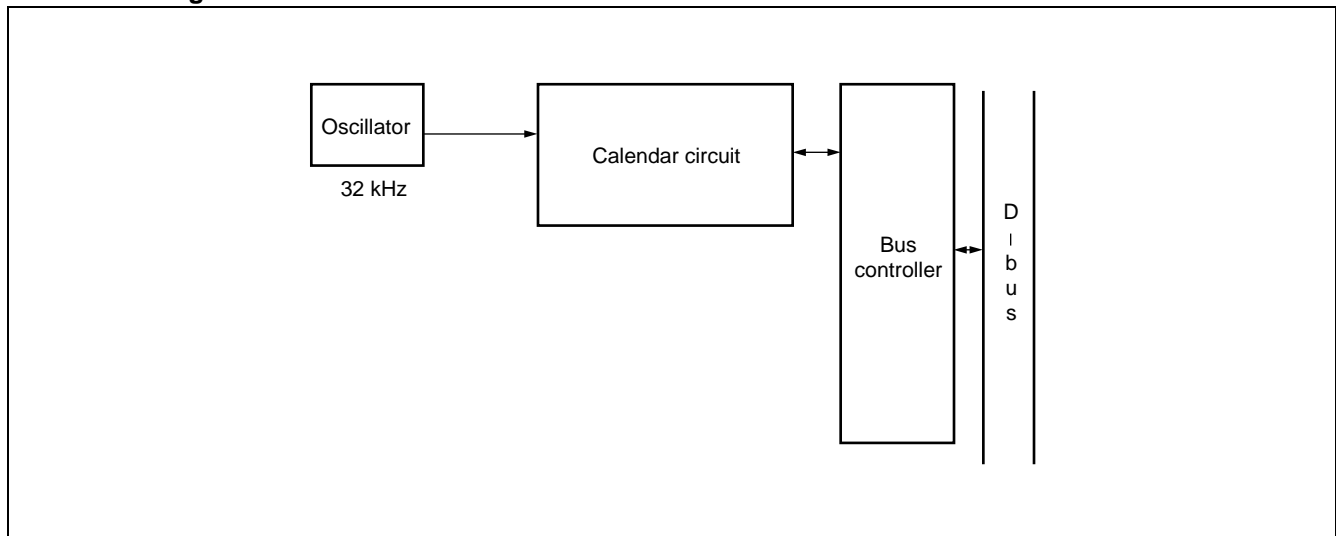 Oscillator
32 kHz
Calendar circuit
Bus
controller
D
–
b
u
s